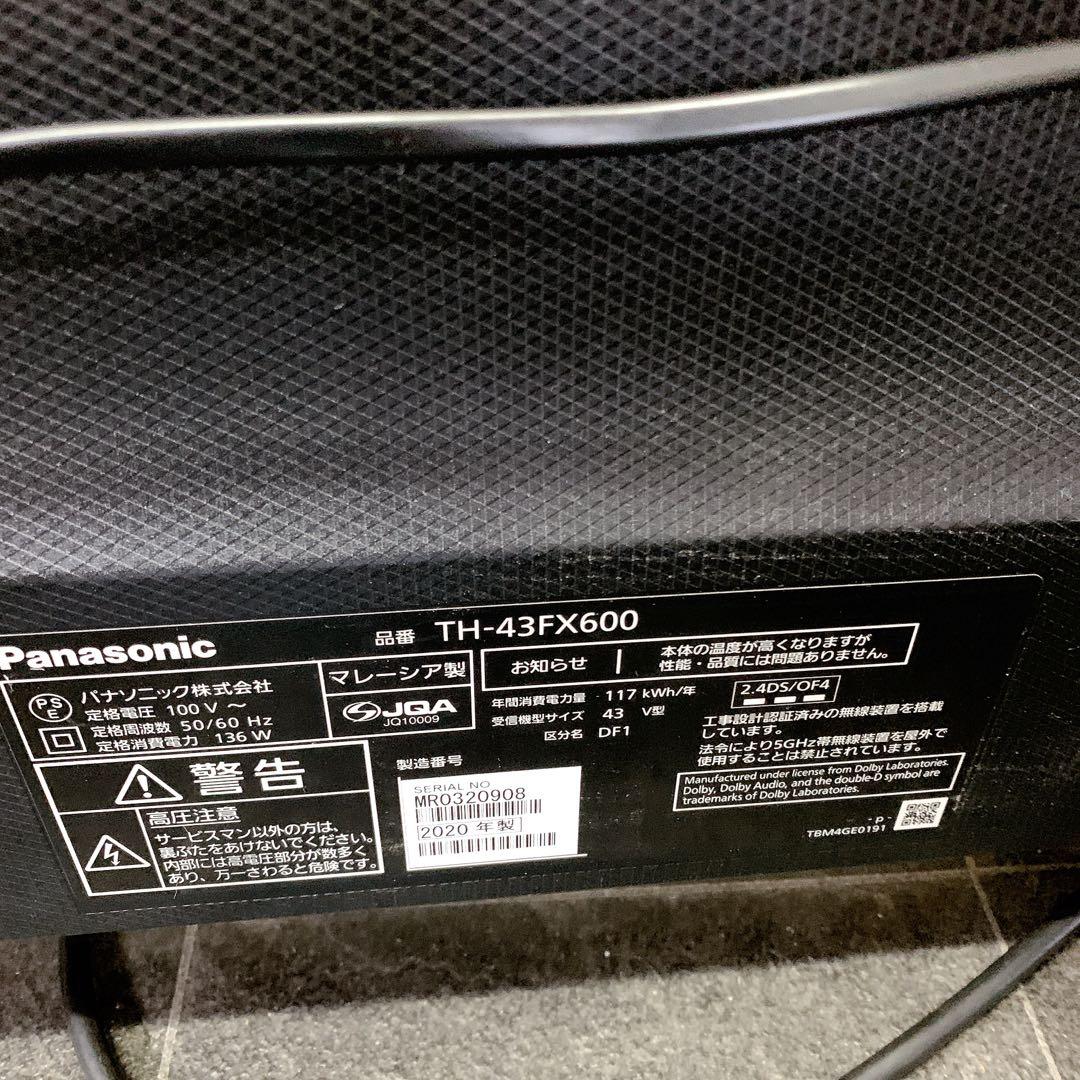 Panasonic
品番 TH-43FX600
PS
E
パナソニック株式会社
定格電圧 100 V ～
定格周波数 50/60 Hz
定格消費電力 136 W
マレーシア製
JQA
JQ10009
お知らせ
本体の温度が高くなりますが
性能・品質には問題ありません。
年間消費電力量 117 kWh/年
受信機型サイズ 43 V型
区分名 DF1
2.4DS/OF4
工事設計認証済みの無線装置を搭載
しています。
法令により5GHz帯無線装置を屋外で
使用することは禁止されています。
Manufactured under license from Dolby Laboratories.
Dolby, Dolby Audio, and the double-D symbol are
trademarks of Dolby Laboratories.
警告
高圧注意
サービスマン以外の方は、
裏ぶたをあけないでください。
内部には高電圧部分が数多く
あり、万一さわると危険です。
製造番号
SERIAL NO
MR0320908
2020 年製
- p -
TBM4GE0191